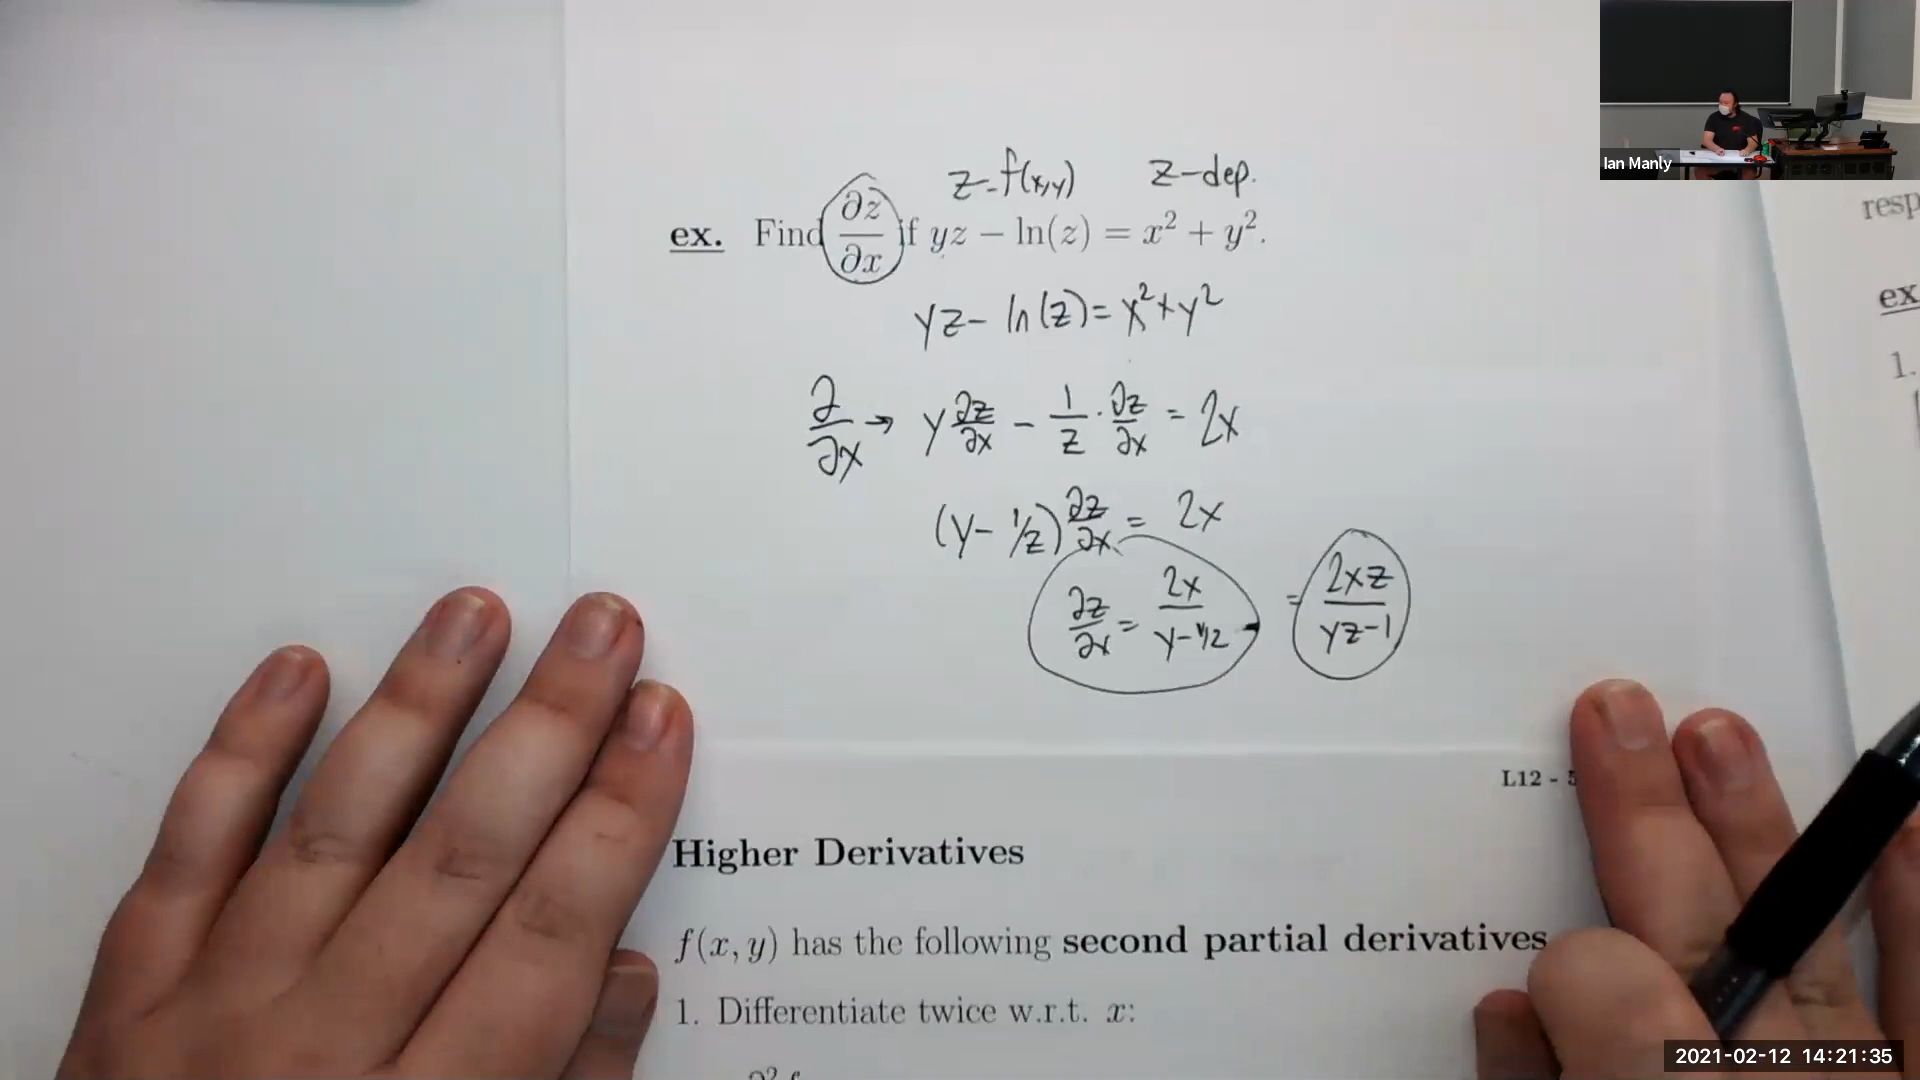 Ian Manly
resp
z=f(x,y) z-dep.
ex. Find ∂z/∂x if yz − ln(z) = x² + y².
ex
1.
yz − ln(z) = x² + y²
∂/∂x → y ∂z/∂x − 1/z · ∂z/∂x = 2x
(y − 1/z) ∂z/∂x = 2x
∂z/∂x = 2x/(y − 1/z) = 2xz/(yz − 1)
L12 - 5
Higher Derivatives
f(x, y) has the following second partial derivatives
1. Differentiate twice w.r.t. x:
2021-02-12 14:21:35